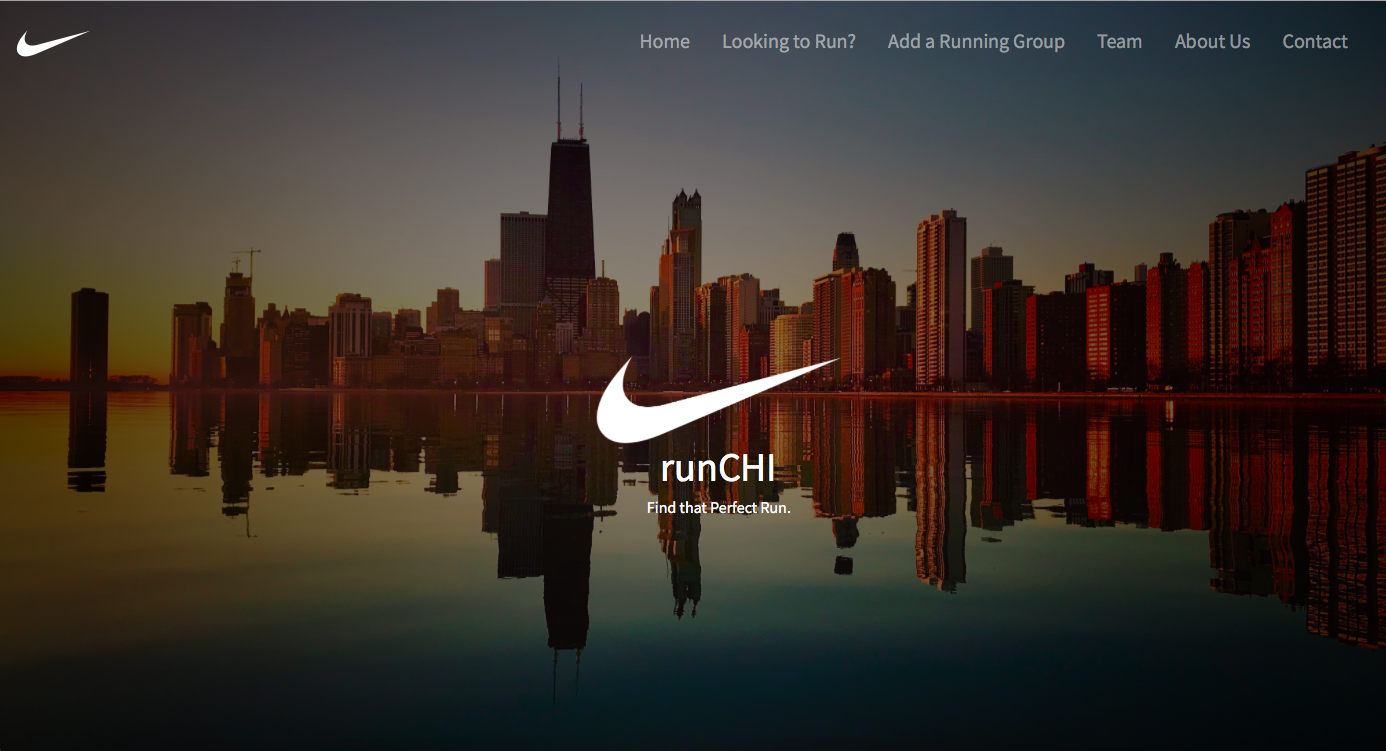 Home Looking to Run? Add a Running Group Team About Us Contact
runCHI
Find that Perfect Run.